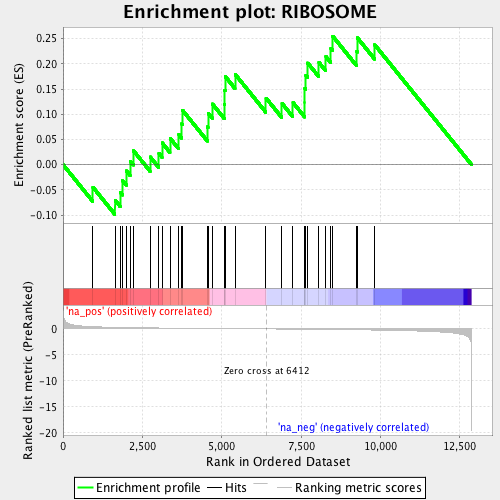 Enrichment plot: RIBOSOME
Enrichment score (ES)
0.25
0.20
0.15
0.10
0.05
0.00
-0.05
-0.10
'na_pos' (positively correlated)
Ranked list metric (PreRanked)
0
-5
-10
-15
-20
Zero cross at 6412
'na_neg' (negatively correlated)
0
2,500
5,000
7,500
10,000
12,500
Rank in Ordered Dataset
Enrichment profile
Hits
Ranking metric scores